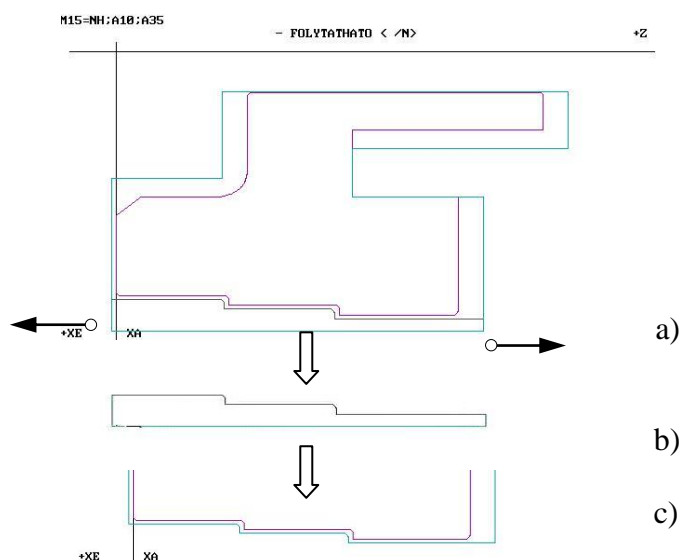 M15=NH;A10;A35
- FOLYTATHATO < /N>
+Z
+XE
XA
a)
b)
c)
+XE
XA